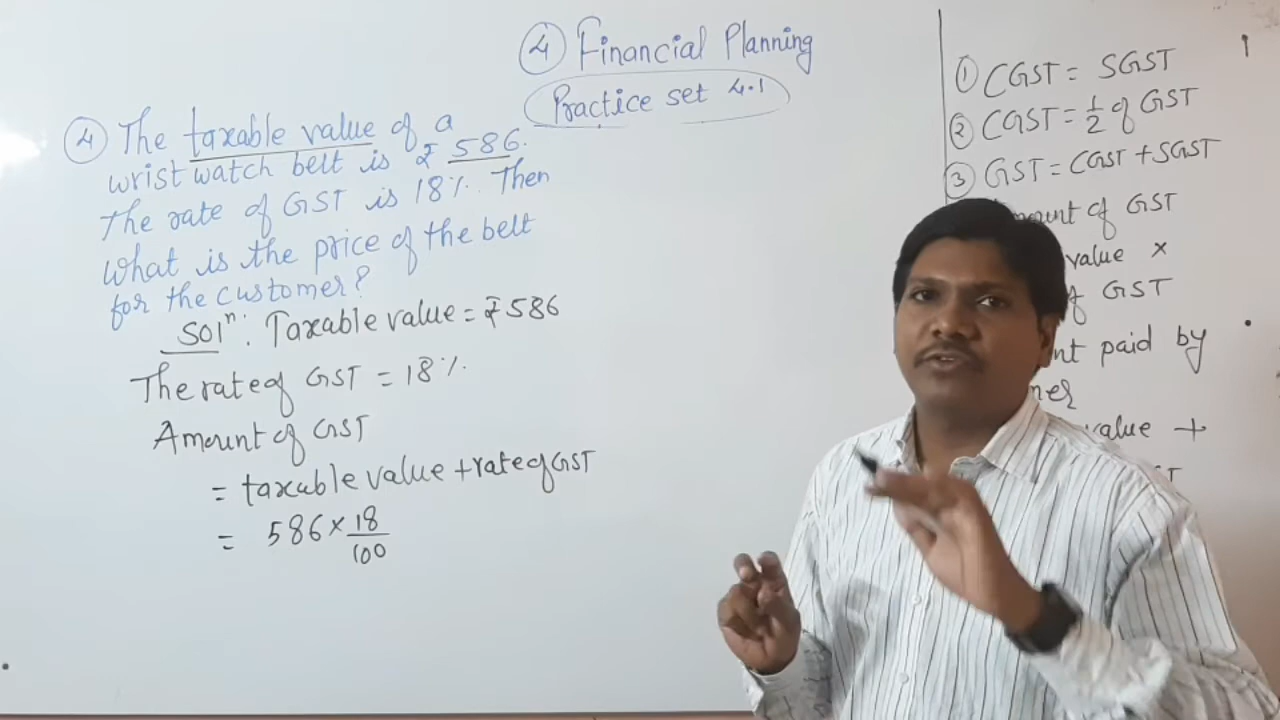 ④ Financial Planning
Practice set 4.1
④ The taxable value of a
wrist watch belt is ₹ 586.
The rate of GST is 18%. Then
What is the price of the belt
for the customer?
Solⁿ: Taxable value = ₹ 586
The rate of GST = 18%
Amount of GST
= taxable value + rate of GST
= 586 × 18/100
① CGST = SGST
② CGST = 1/2 of GST
③ GST = CGST + SGST
of GST
value ×
GST
paid by
value +